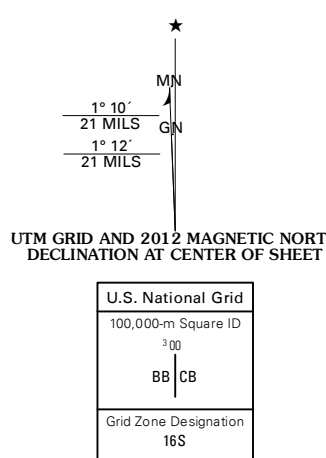 ★
MN
1° 10´
21 MILS
GN
1° 12´
21 MILS
UTM GRID AND 2012 MAGNETIC NORT
DECLINATION AT CENTER OF SHEET
U.S. National Grid
100,000-m Square ID
³00
BB CB
Grid Zone Designation
16S